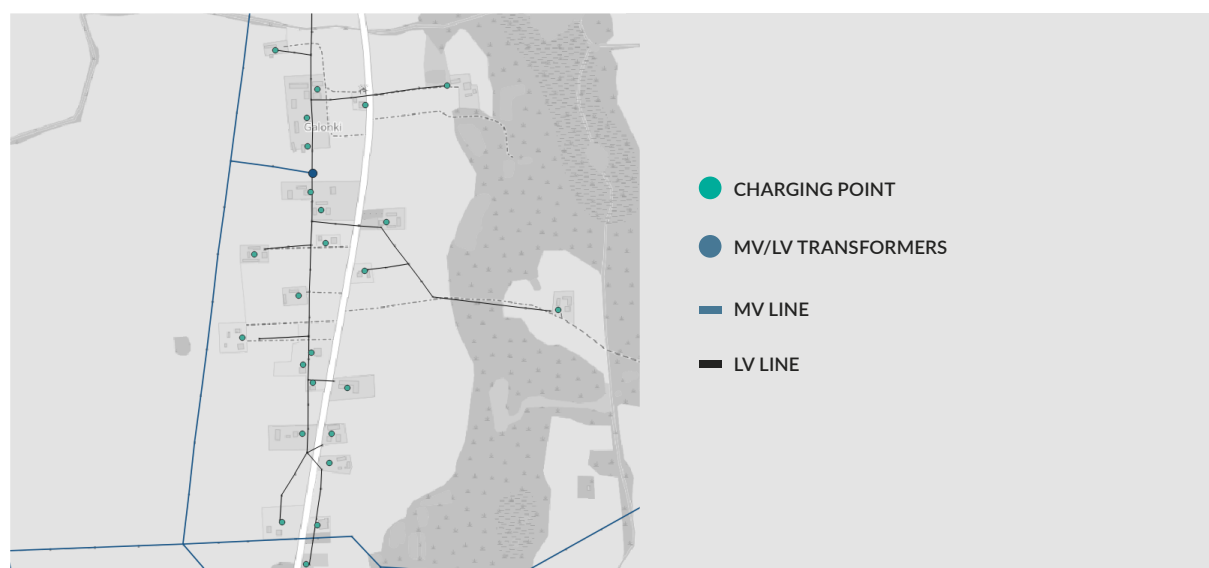 Galonki
CHARGING POINT
MV/LV TRANSFORMERS
MV LINE
LV LINE